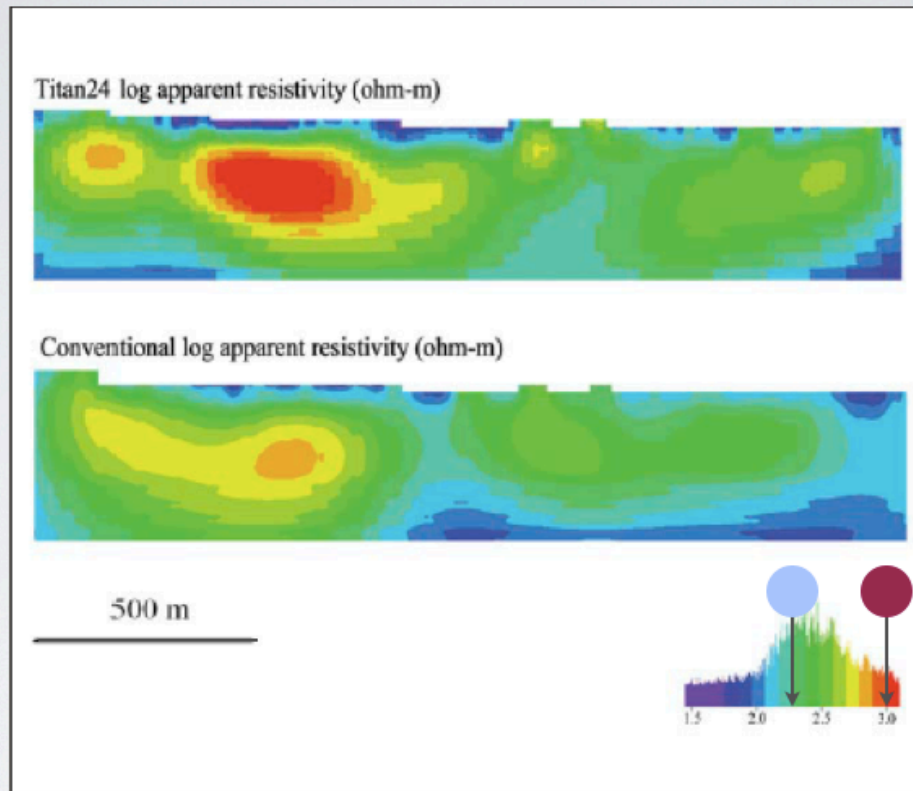 Titan24 log apparent resistivity (ohm-m)
Conventional log apparent resistivity (ohm-m)
500 m
1.5 2.0 2.5 3.0